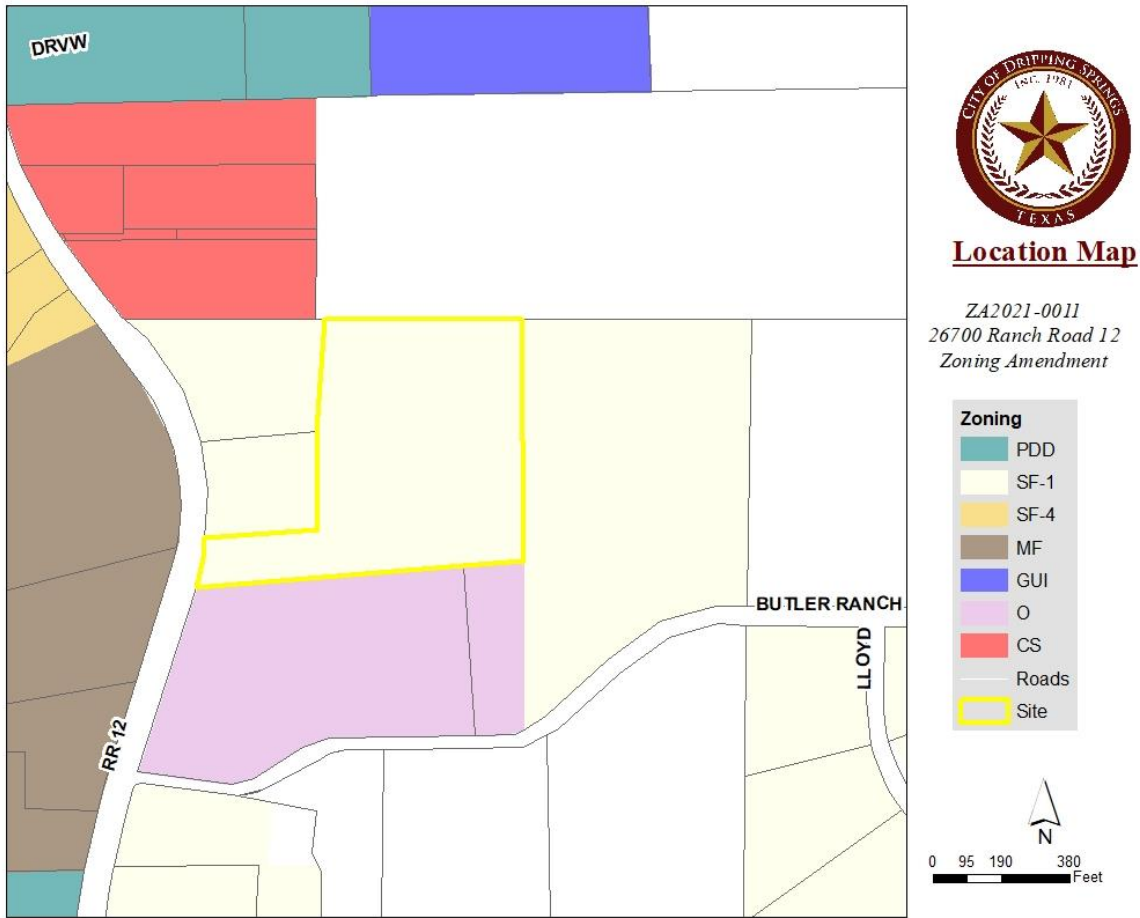 DRVW
RR 12
BUTLER RANCH
LLOYD
CITY OF DRIPPING SPRINGS
INC. 1981
TEXAS
Location Map
ZA2021-0011
26700 Ranch Road 12
Zoning Amendment
Zoning
PDD
SF-1
SF-4
MF
GUI
O
CS
Roads
Site
N
0 95 190 380
Feet